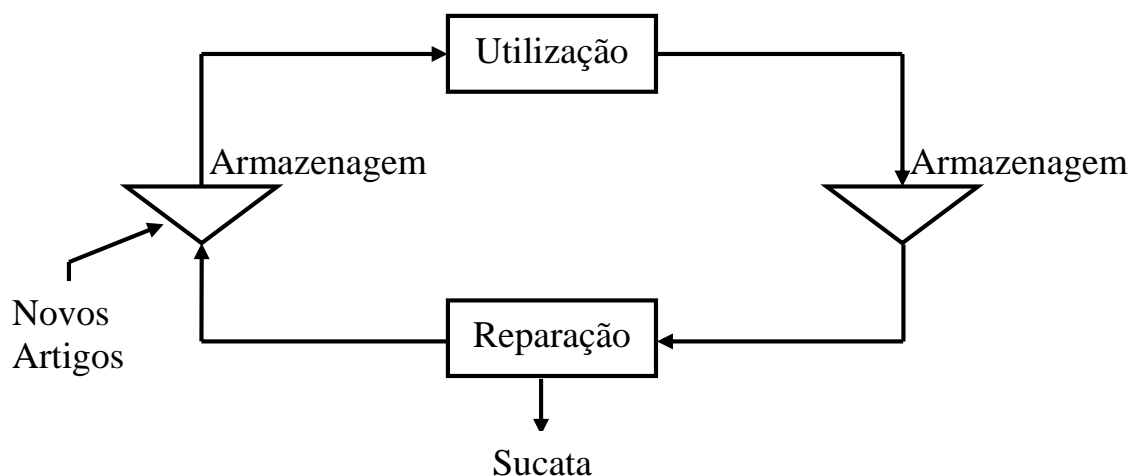 Utilização
Armazenagem
Armazenagem
Novos
Artigos
Reparação
Sucata